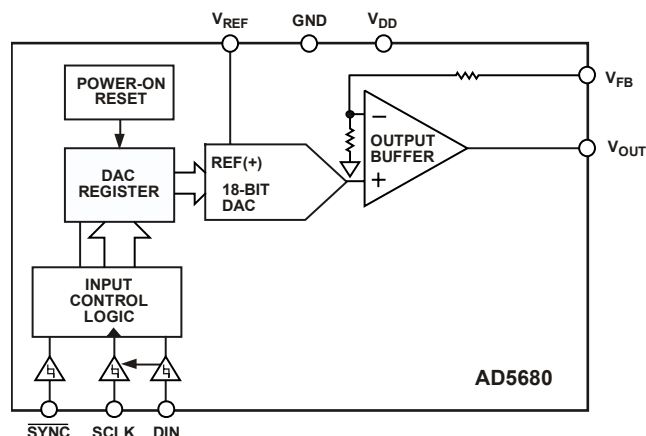 V_REF GND V_DD
POWER-ON
RESET
V_FB
DAC
REGISTER
REF(+)
18-BIT
DAC
−
OUTPUT
BUFFER
+
V_OUT
INPUT
CONTROL
LOGIC
AD5680
SYNC SCLK DIN